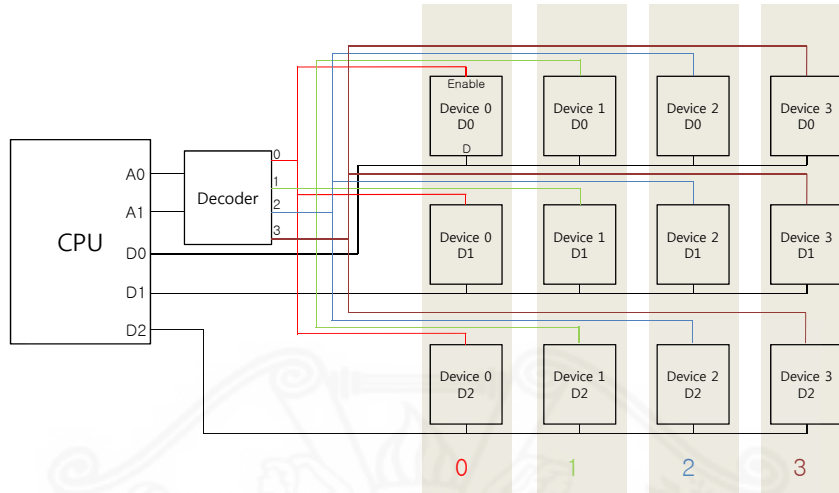 Enable
Device 0
D0
D
Device 1
D0
Device 2
D0
Device 3
D0
CPU
A0
A1
D0
D1
D2
Decoder
0
1
2
3
Device 0
D1
Device 1
D1
Device 2
D1
Device 3
D1
Device 0
D2
Device 1
D2
Device 2
D2
Device 3
D2
0
1
2
3